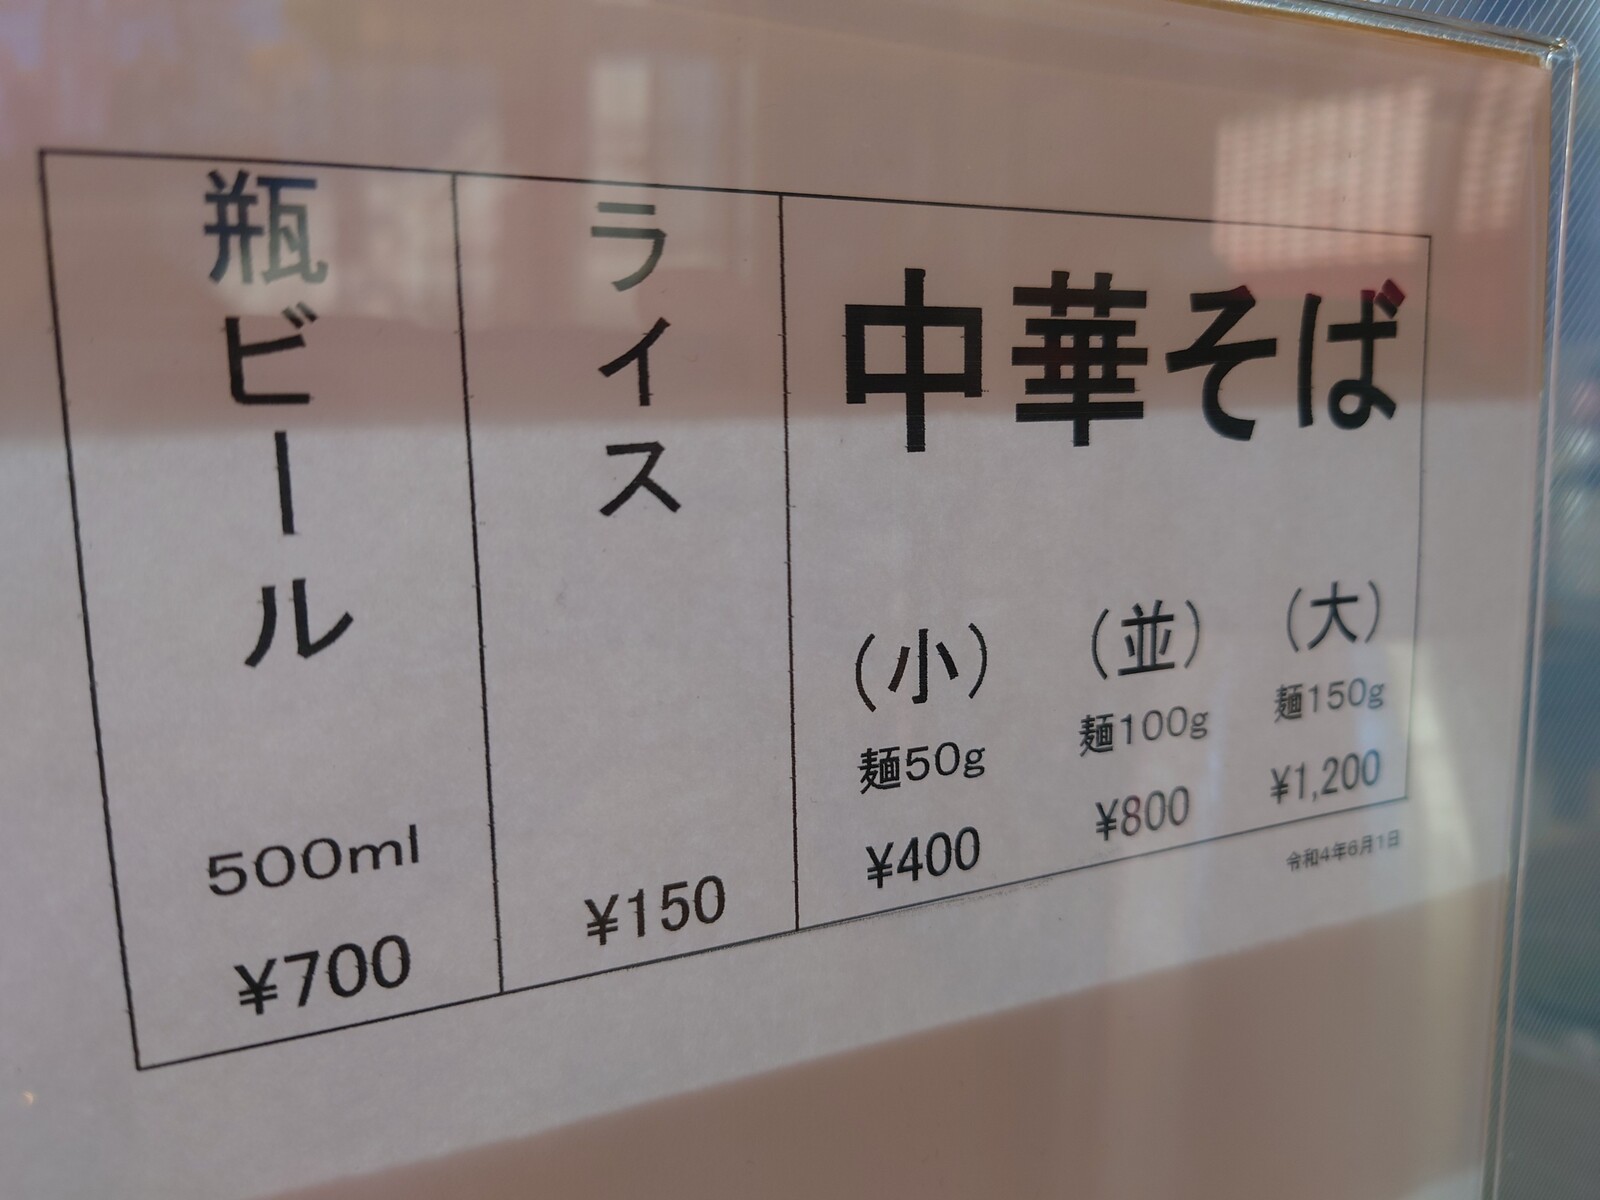 中華そば
(大)
麺150g
¥1,200
(並)
麺100g
¥800
(小)
麺50g
¥400
ライス
¥150
瓶ビール
500ml
¥700
令和4年6月1日